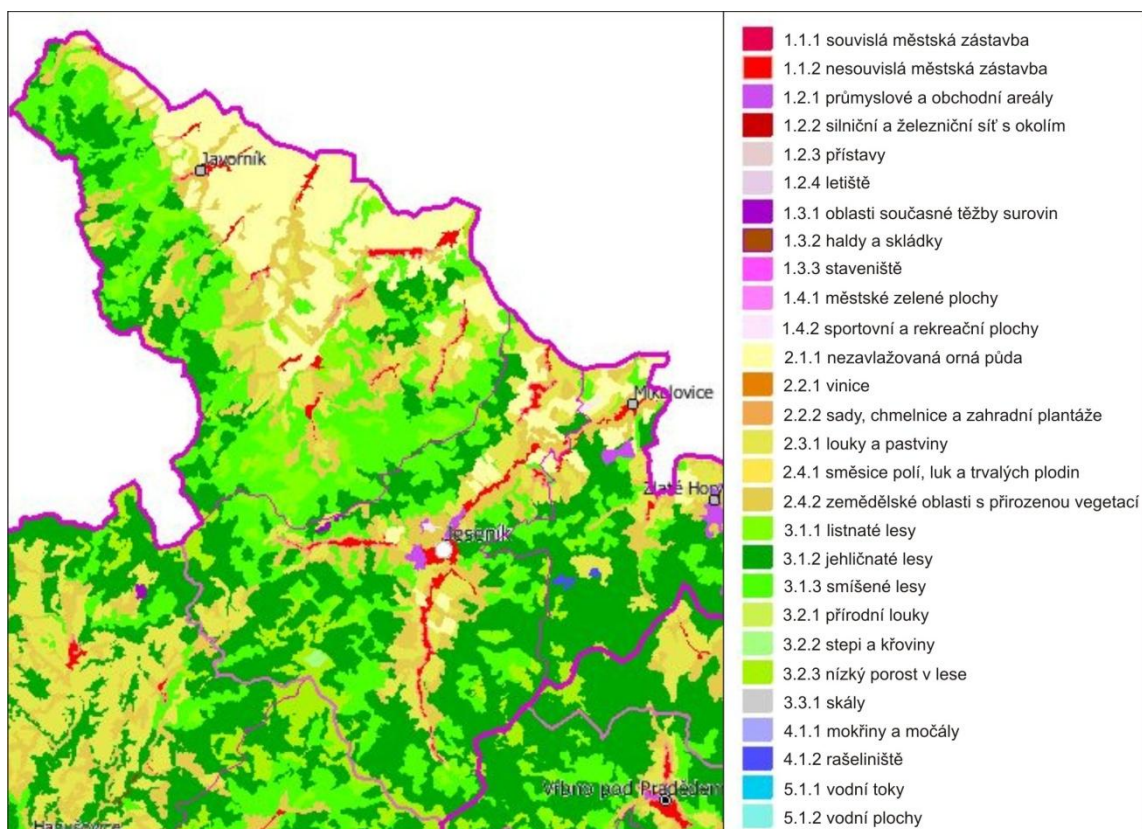 Javorník
Mikulovice
Zlaté Hor
Jeseník
Vrbno pod Pradědem
1.1.1 souvislá městská zástavba
1.1.2 nesouvislá městská zástavba
1.2.1 průmyslové a obchodní areály
1.2.2 silniční a železniční síť s okolím
1.2.3 přístavy
1.2.4 letiště
1.3.1 oblasti současné těžby surovin
1.3.2 haldy a skládky
1.3.3 staveniště
1.4.1 městské zelené plochy
1.4.2 sportovní a rekreační plochy
2.1.1 nezavlažovaná orná půda
2.2.1 vinice
2.2.2 sady, chmelnice a zahradní plantáže
2.3.1 louky a pastviny
2.4.1 směsice polí, luk a trvalých plodin
2.4.2 zemědělské oblasti s přirozenou vegetací
3.1.1 listnaté lesy
3.1.2 jehličnaté lesy
3.1.3 smíšené lesy
3.2.1 přírodní louky
3.2.2 stepi a křoviny
3.2.3 nízký porost v lese
3.3.1 skály
4.1.1 mokřiny a močály
4.1.2 rašeliniště
5.1.1 vodní toky
5.1.2 vodní plochy